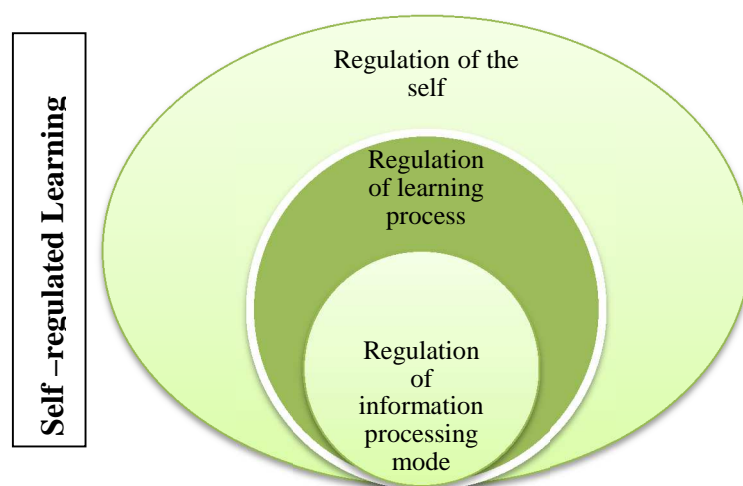 Self –regulated Learning
Regulation of the
self
Regulation
of learning
process
Regulation
of
information
processing
mode